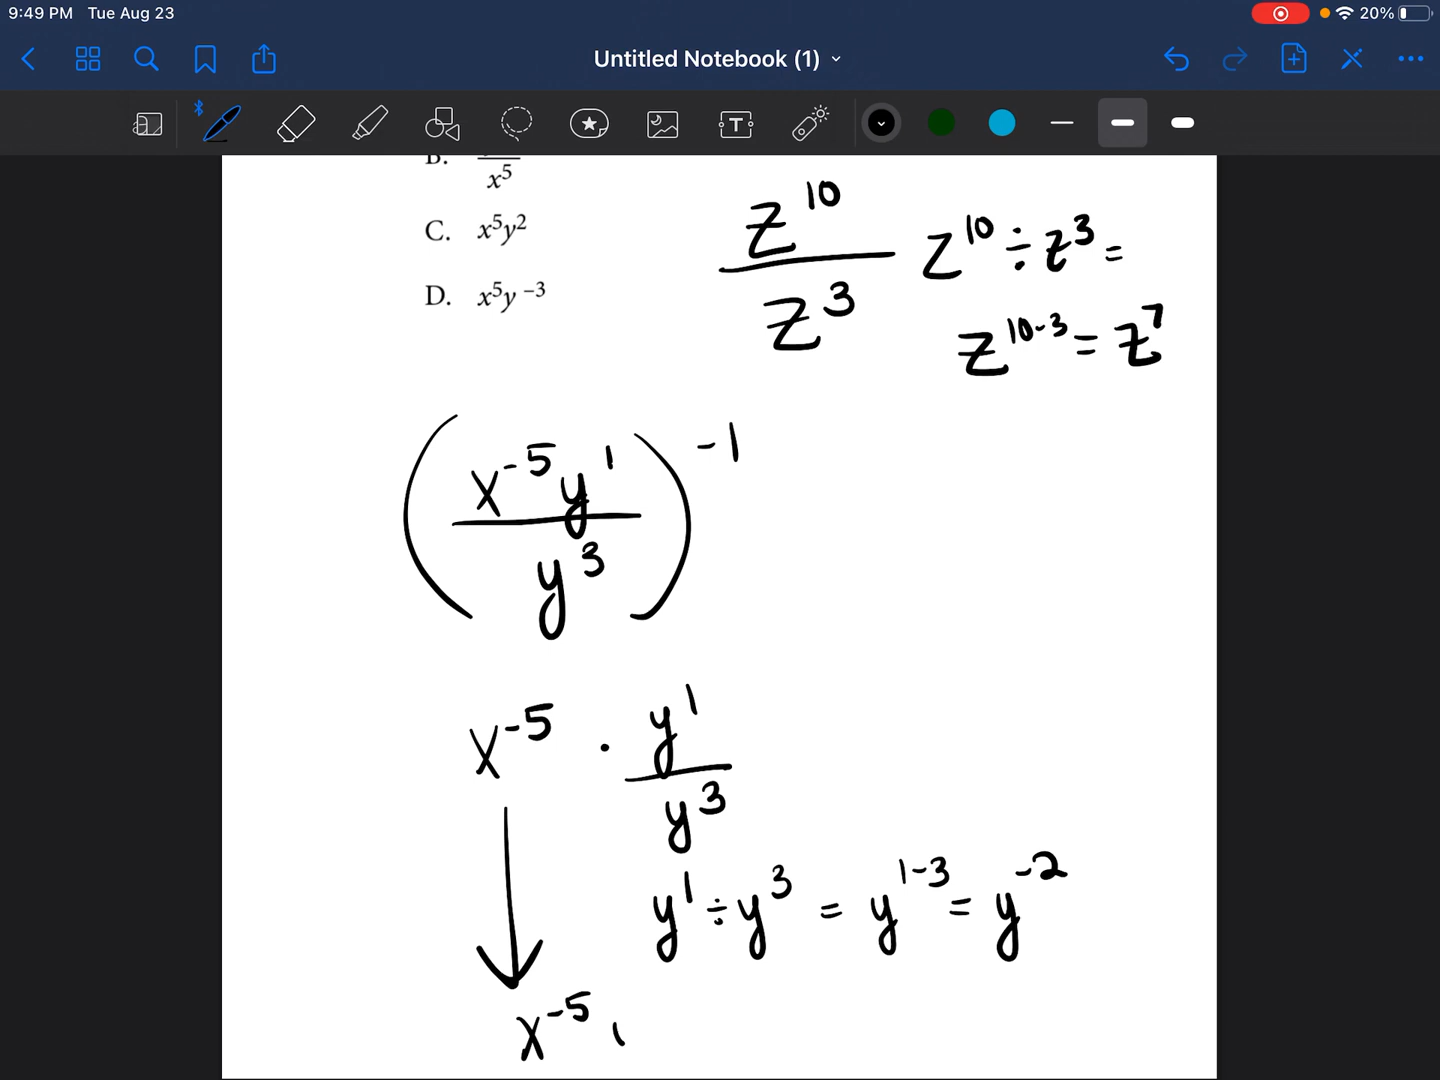 9:49 PM Tue Aug 23 20%
Untitled Notebook (1)
x⁵
C. x⁵y²
D. x⁵y⁻³
z¹⁰
z³
z¹⁰ ÷ z³ =
z¹⁰⁻³ = z⁷
(x⁻⁵y¹ / y³)⁻¹
x⁻⁵ · y¹ / y³
y¹ ÷ y³ = y¹⁻³ = y⁻²
x⁻⁵